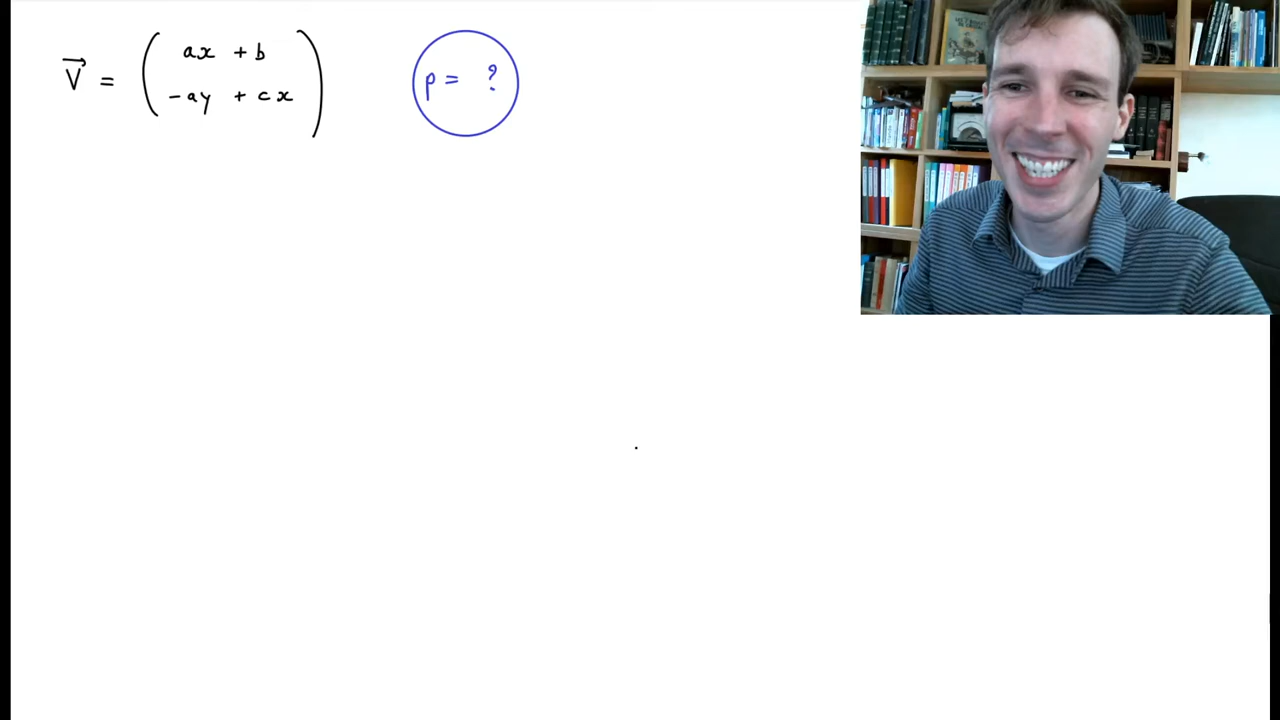 V⃗ = ( ax + b
-ay + cx )
p = ?